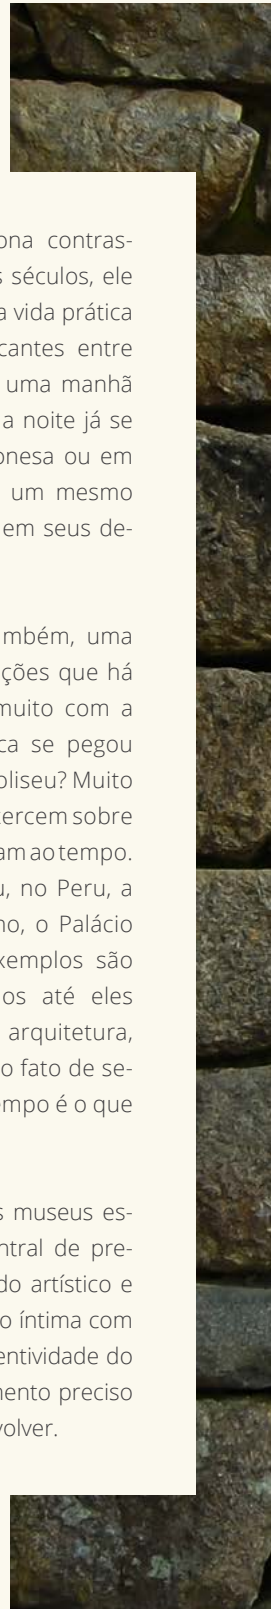 ona contras-
s séculos, ele
a vida prática
cantes entre
uma manhã
a noite já se
onesa ou em
um mesmo
em seus de-
ambém, uma
ções que há
muito com a
ca se pegou
oliseu? Muito
ercem sobre
am ao tempo.
u, no Peru, a
no, o Palácio
xemplos são
os até eles
arquitetura,
o fato de se-
empo é o que
s museus es-
ntral de pre-
do artístico e
o íntima com
entividade do
mento preciso
volver.